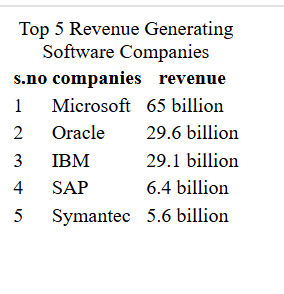 Top 5 Revenue Generating
Software Companies
s.no companies revenue
1 Microsoft 65 billion
2 Oracle 29.6 billion
3 IBM 29.1 billion
4 SAP 6.4 billion
5 Symantec 5.6 billion